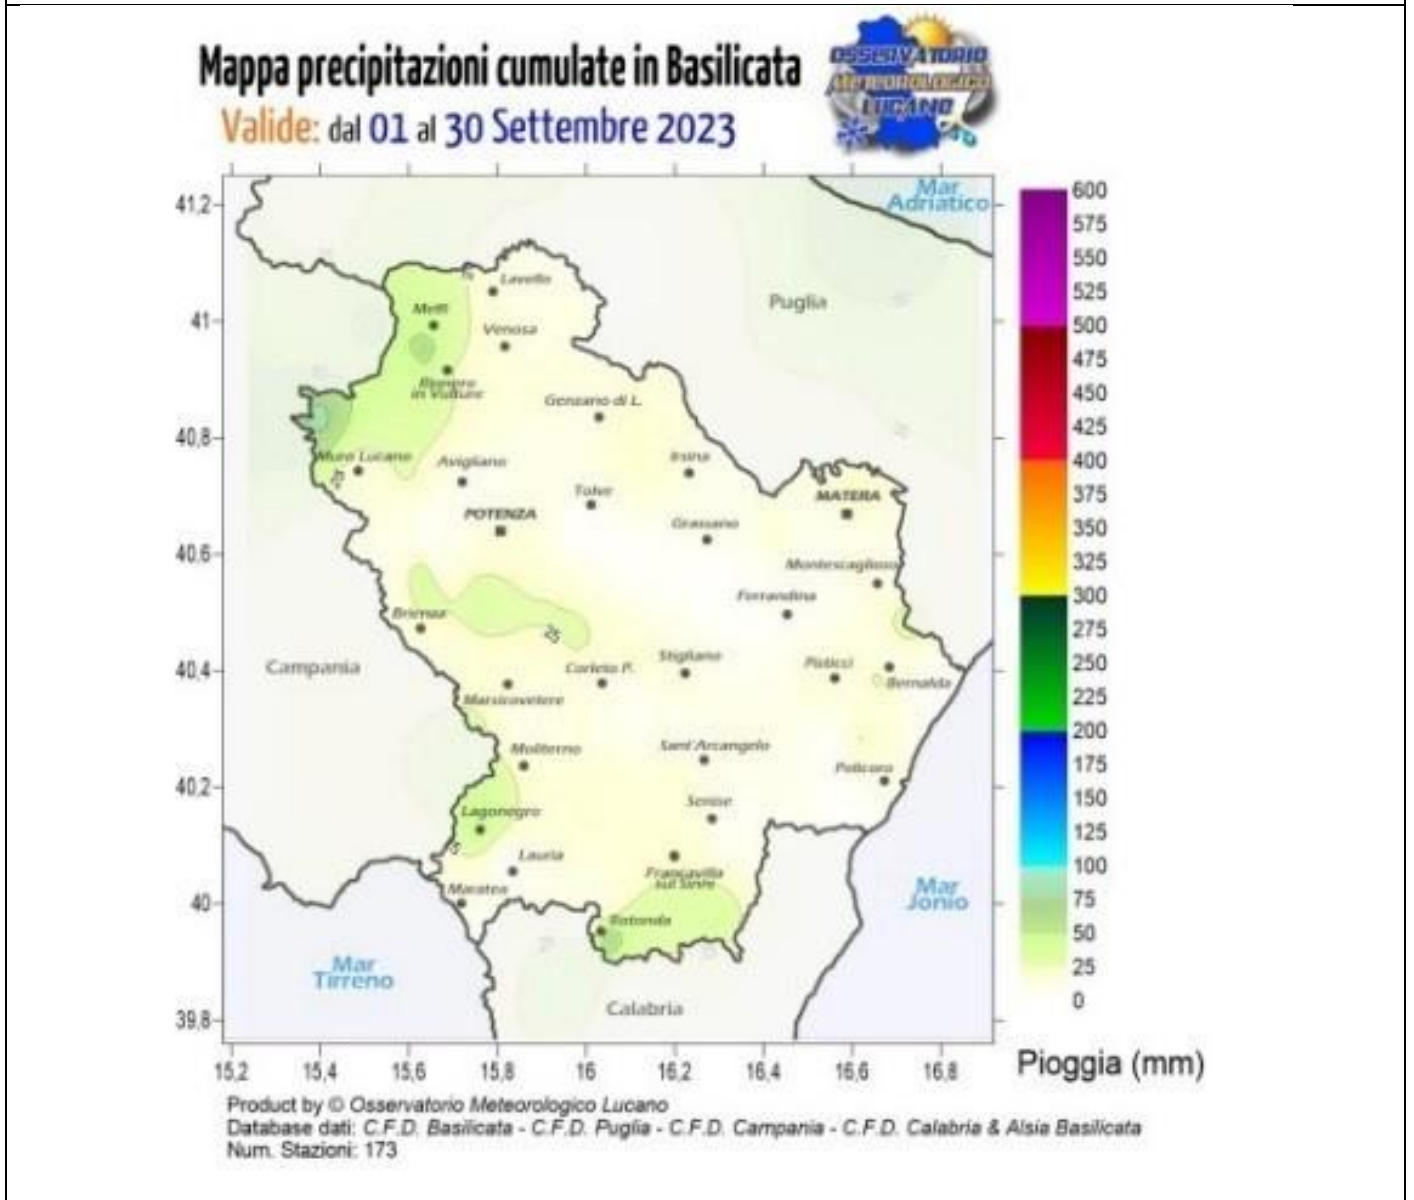 Mappa precipitazioni cumulate in Basilicata
Valide: dal 01 al 30 Settembre 2023
OSSERVATORIO
METEOROLOGICO
LUCANO
Mar
Adriatico
Puglia
Lavello
Melfi
Venosa
Rionero
in Vulture
Genzano di L.
Muro Lucano
Avigliano
Irsina
Tolve
MATERA
POTENZA
Grassano
Montescaglioso
Ferrandina
Brienza
25
25
Campania
Corleto P.
Stigliano
Pisticci
Bernalda
Marsicovetere
Moliterno
Sant'Arcangelo
Policoro
Senise
Lagonegro
Lauria
Francavilla
sul Sinni
Maratea
Rotonda
Mar
Jonio
Mar
Tirreno
Calabria
41,2
41
40,8
40,6
40,4
40,2
40
39,8
15,2 15,4 15,6 15,8 16 16,2 16,4 16,6 16,8
600
575
550
525
500
475
450
425
400
375
350
325
300
275
250
225
200
175
150
125
100
75
50
25
0
Pioggia (mm)
Product by © Osservatorio Meteorologico Lucano
Database dati: C.F.D. Basilicata - C.F.D. Puglia - C.F.D. Campania - C.F.D. Calabria & Alsia Basilicata
Num. Stazioni: 173